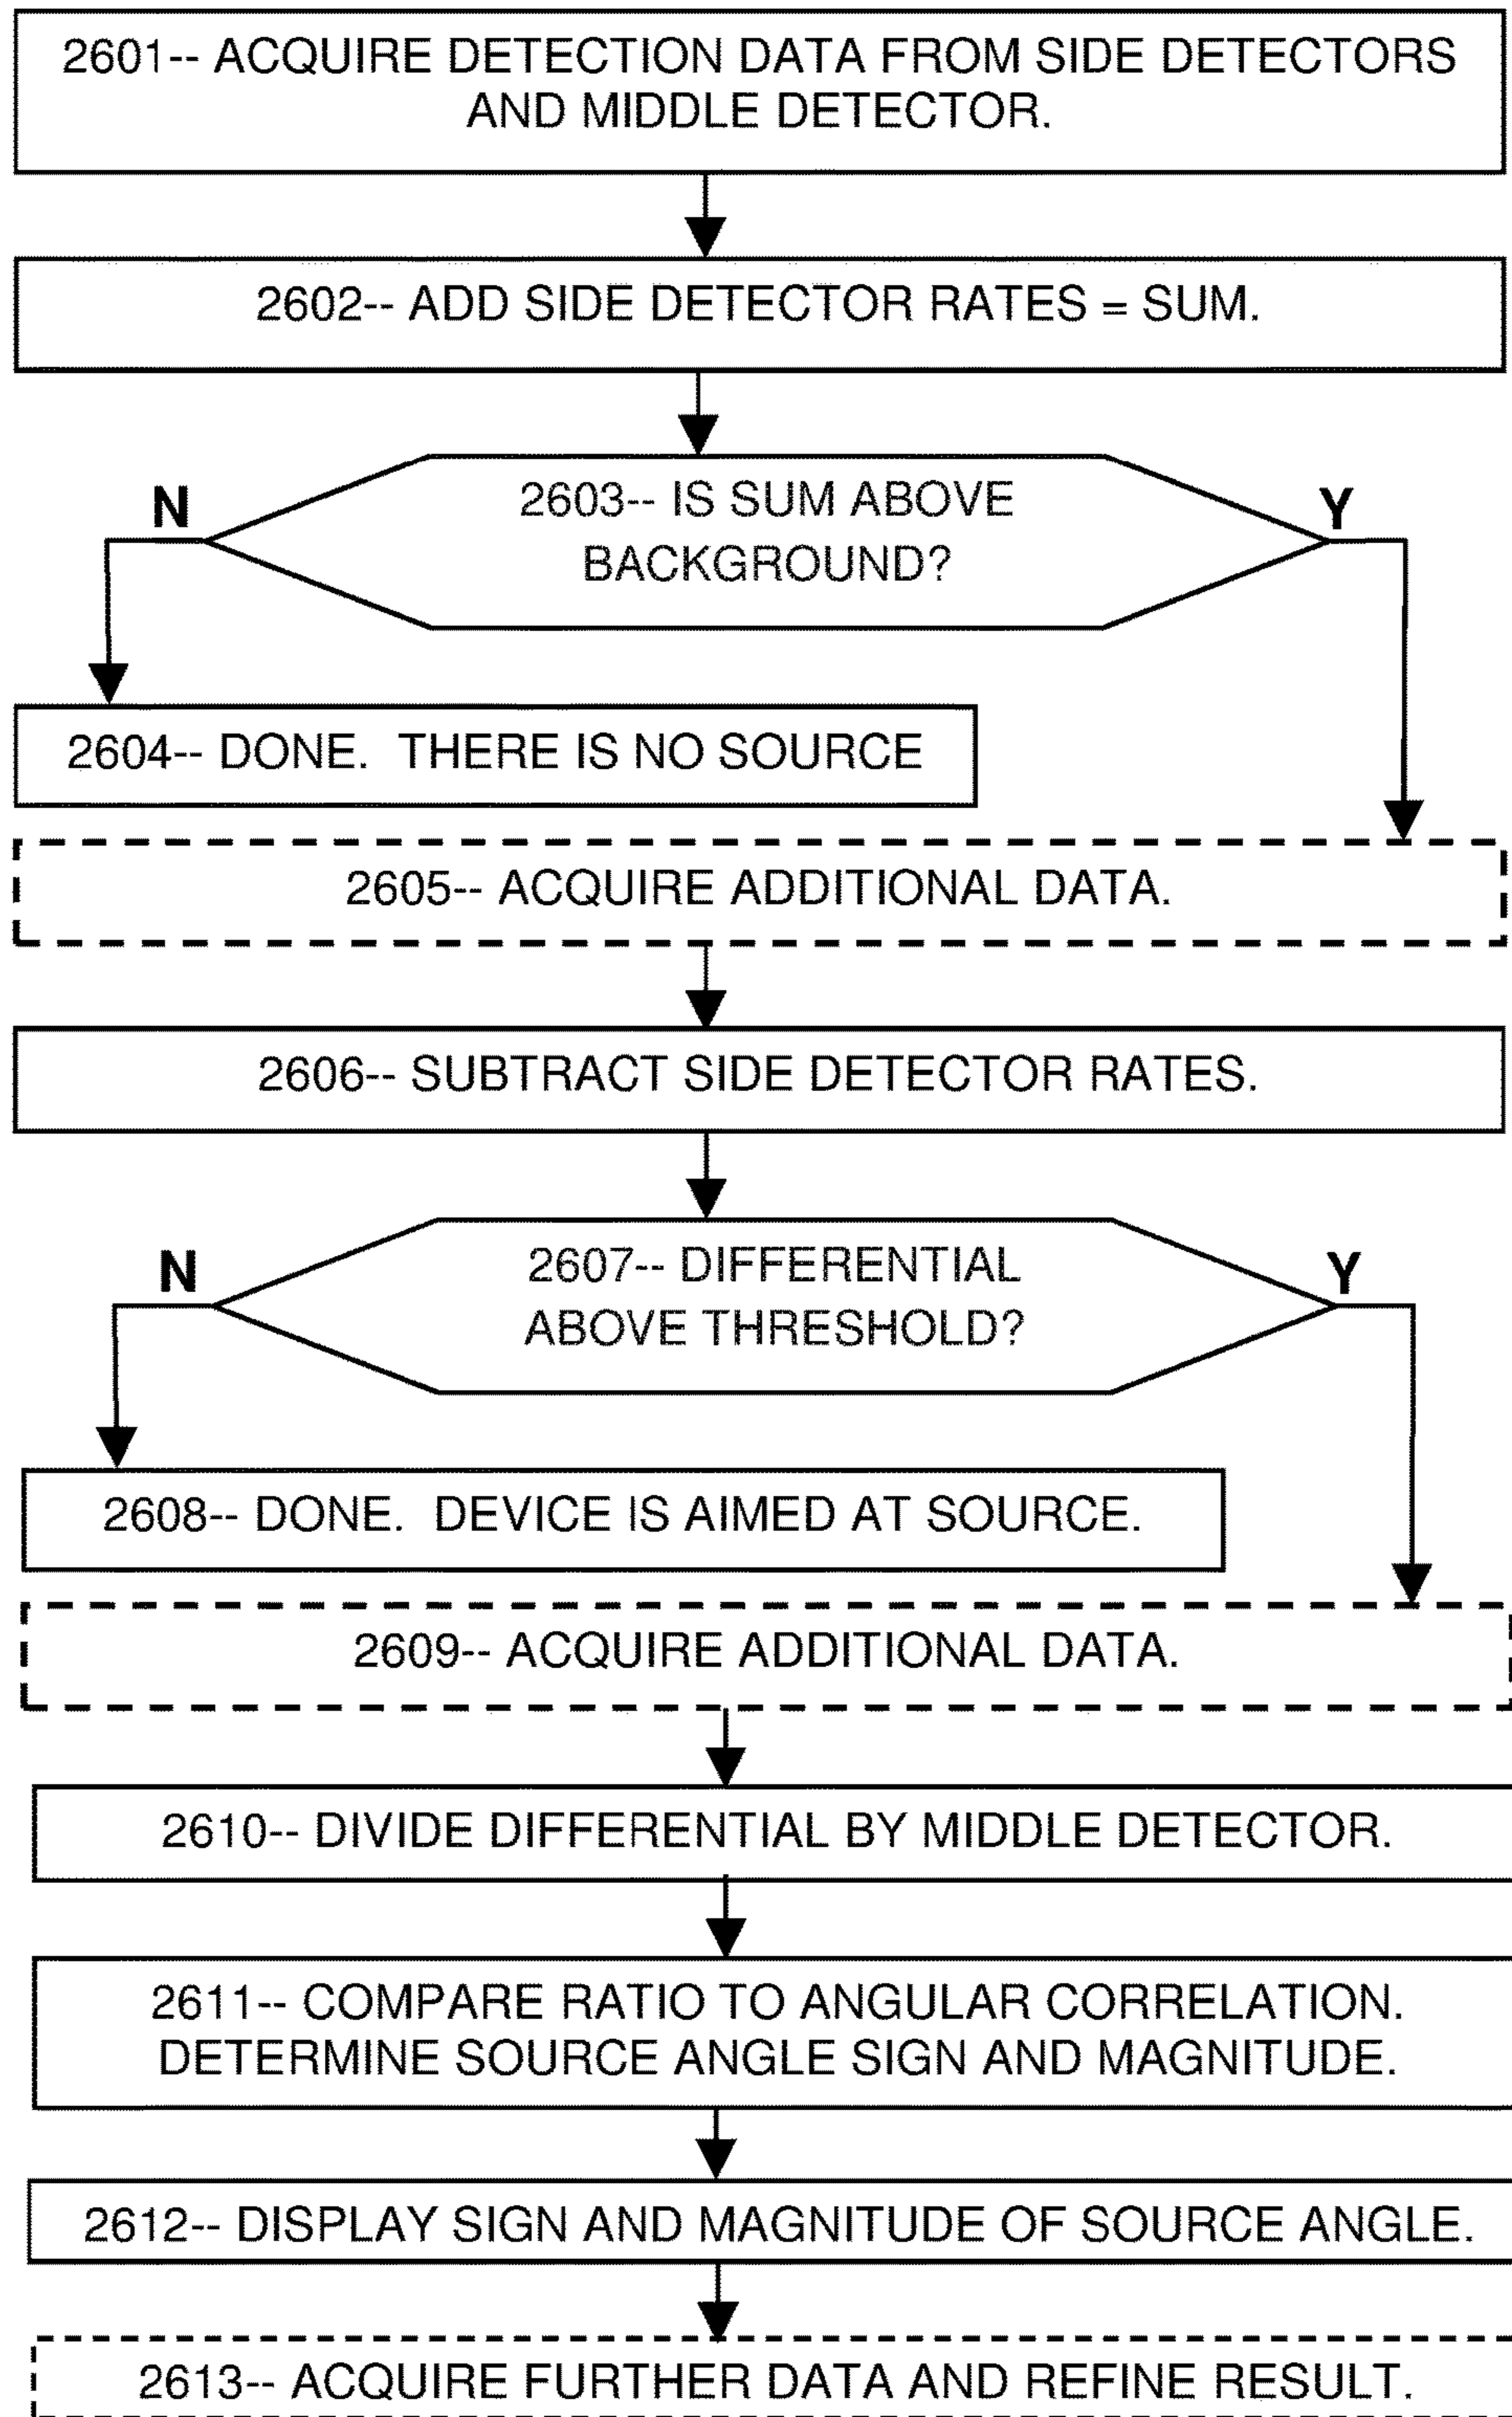 2601-- ACQUIRE DETECTION DATA FROM SIDE DETECTORS
AND MIDDLE DETECTOR.
2602-- ADD SIDE DETECTOR RATES = SUM.
N
2603-- IS SUM ABOVE
BACKGROUND?
Y
2604-- DONE. THERE IS NO SOURCE
2605-- ACQUIRE ADDITIONAL DATA.
2606-- SUBTRACT SIDE DETECTOR RATES.
N
2607-- DIFFERENTIAL
ABOVE THRESHOLD?
Y
2608-- DONE. DEVICE IS AIMED AT SOURCE.
2609-- ACQUIRE ADDITIONAL DATA.
2610-- DIVIDE DIFFERENTIAL BY MIDDLE DETECTOR.
2611-- COMPARE RATIO TO ANGULAR CORRELATION.
DETERMINE SOURCE ANGLE SIGN AND MAGNITUDE.
2612-- DISPLAY SIGN AND MAGNITUDE OF SOURCE ANGLE.
2613-- ACQUIRE FURTHER DATA AND REFINE RESULT.